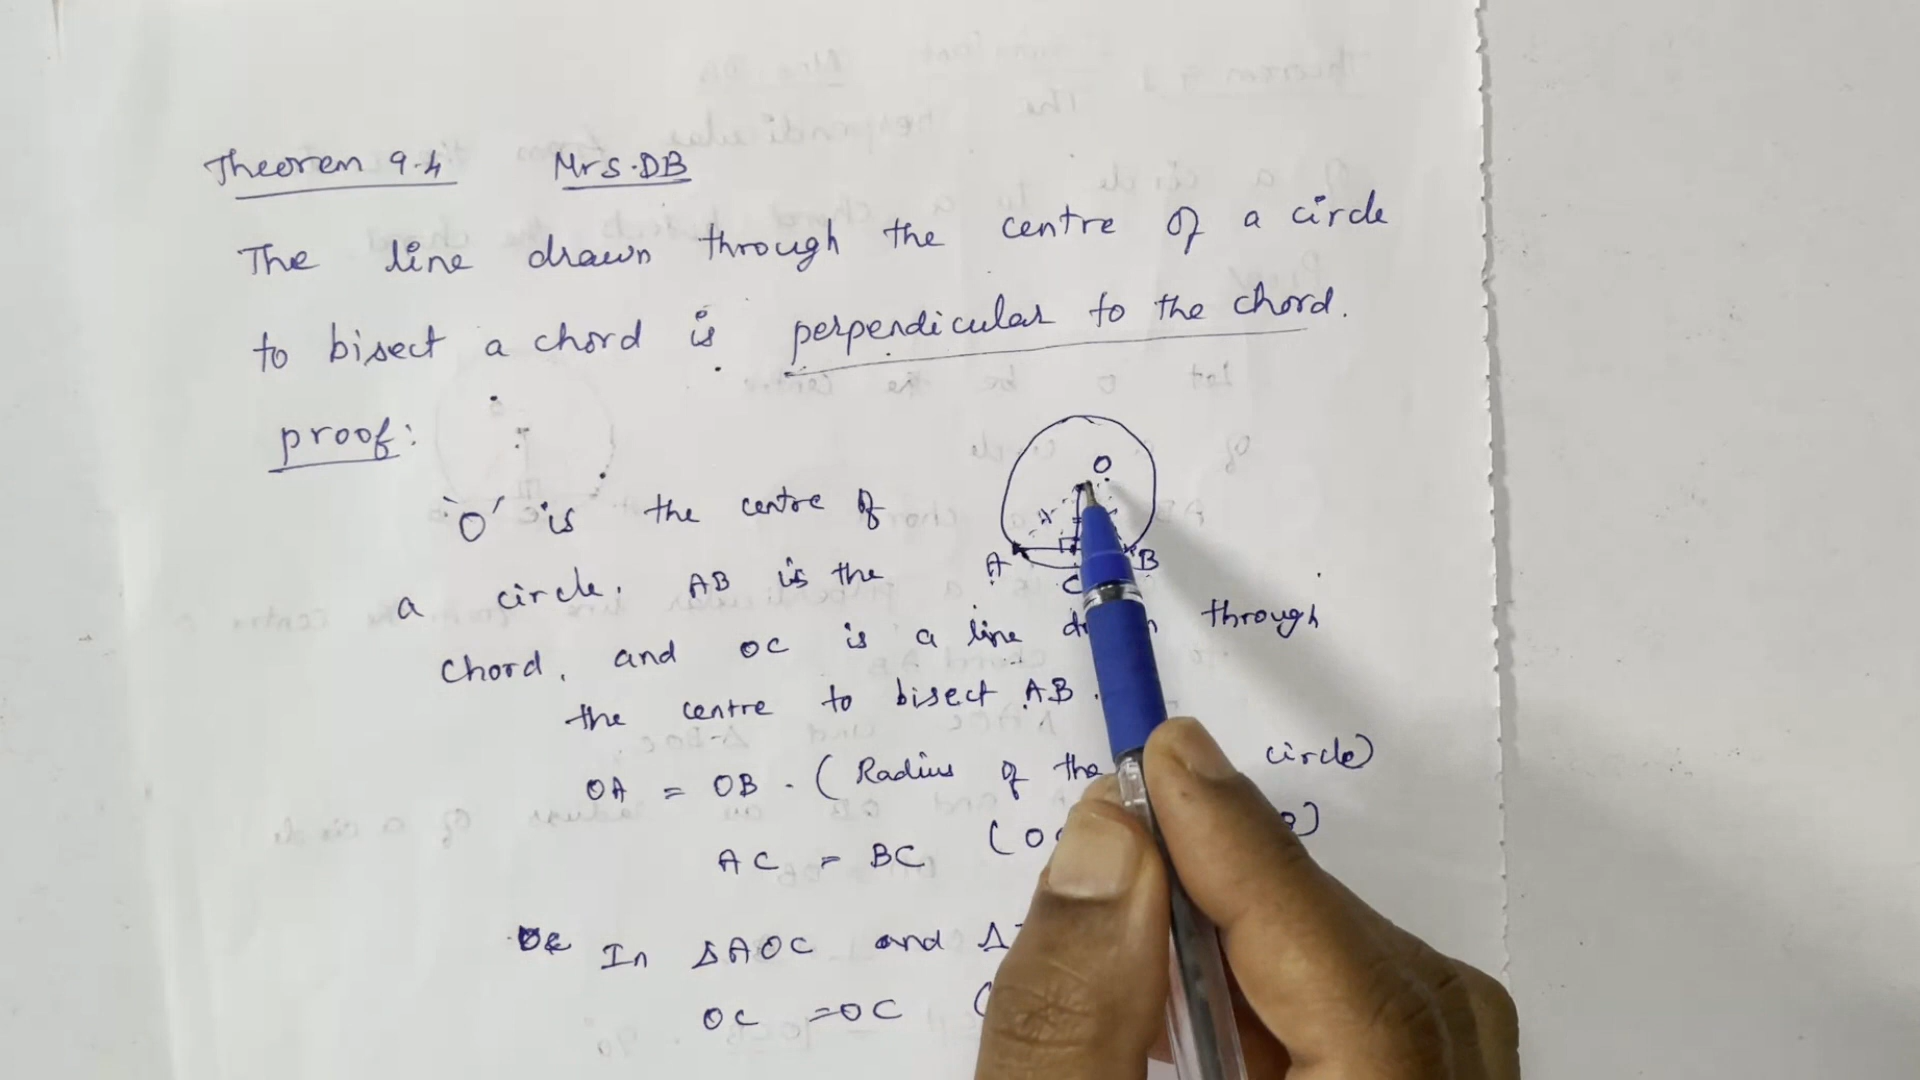 Theorem 9.4 Mrs.DB
The line drawn through the centre of a circle
to bisect a chord is perpendicular to the chord.
proof:
O
A B
C
'O' is the centre of
a circle. AB is the
chord, and OC is a line through
the centre to bisect AB.
OA = OB. (Radius of the circle)
AC = BC (O
In ΔAOC and Δ
OC = OC (